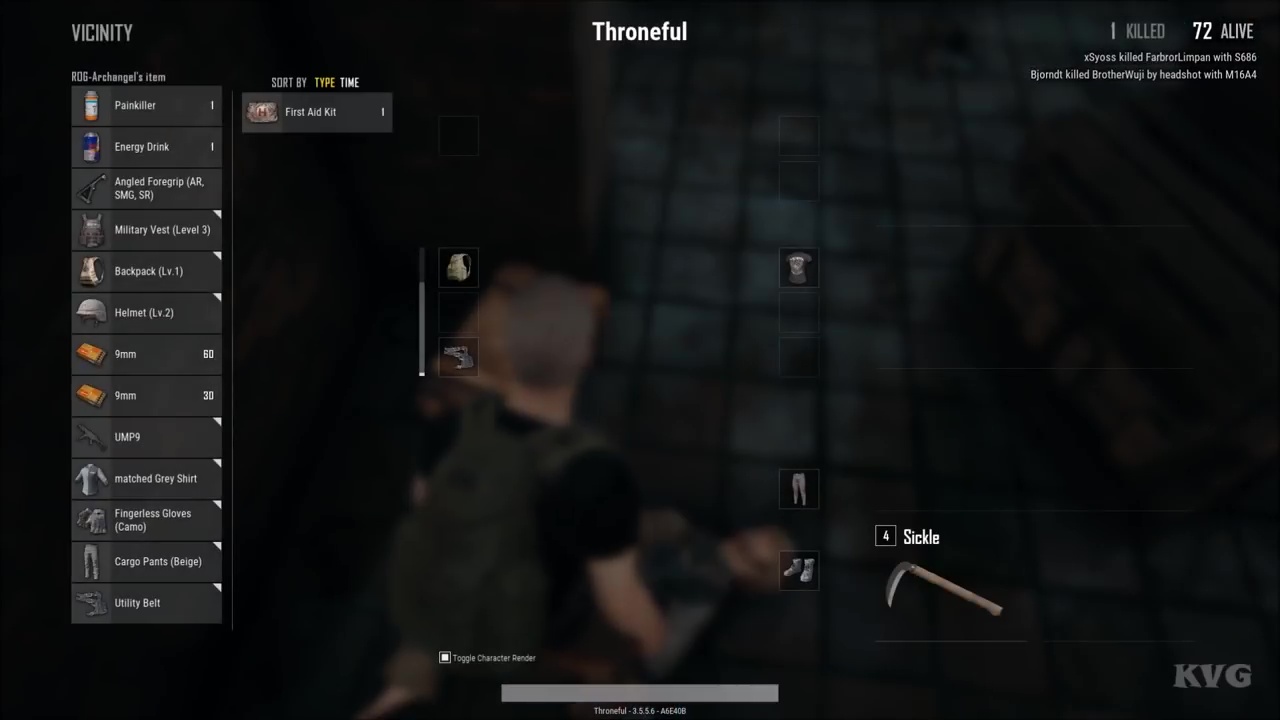 VICINITY
Throneful
1 KILLED 72 ALIVE
xSyoss killed FarbrorLimpan with S686
Bjorndt killed BrotherWuji by headshot with M16A4
ROG-Archangel's item
SORT BY TYPE TIME
Painkiller 1
First Aid Kit 1
Energy Drink 1
Angled Foregrip (AR,
SMG, SR)
Military Vest (Level 3)
Backpack (Lv.1)
Helmet (Lv.2)
9mm 60
9mm 30
UMP9
matched Grey Shirt
Fingerless Gloves
(Camo)
Cargo Pants (Beige)
Utility Belt
4 Sickle
Toggle Character Render
KVG
Throneful - 3.5.5.6 - A6E40B